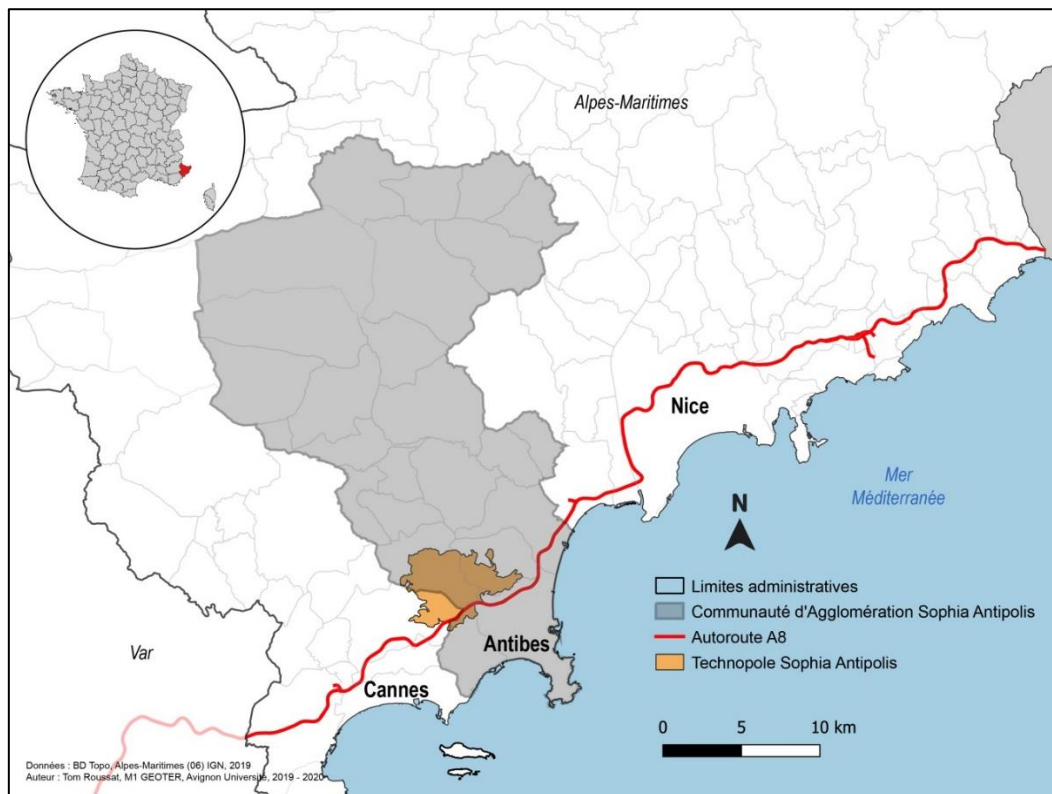 Alpes-Maritimes
Nice
Mer
Méditerranée
N
Limites administratives
Communauté d'Agglomération Sophia Antipolis
Autoroute A8
Technopole Sophia Antipolis
Antibes
Var
Cannes
0 5 10 km
Données : BD Topo, Alpes-Maritimes (06) IGN, 2019
Auteur : Tom Roussat, M1 GEOTER, Avignon Université, 2019 - 2020